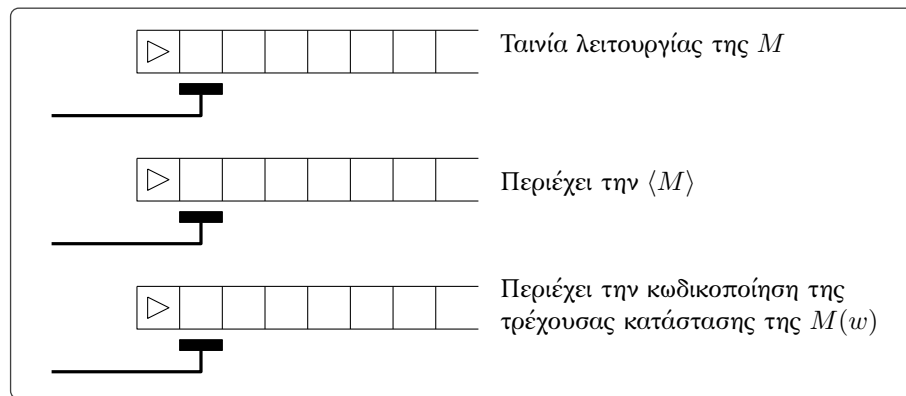 Ταινία λειτουργίας της M
Περιέχει την ⟨M⟩
Περιέχει την κωδικοποίηση της
τρέχουσας κατάστασης της M(w)